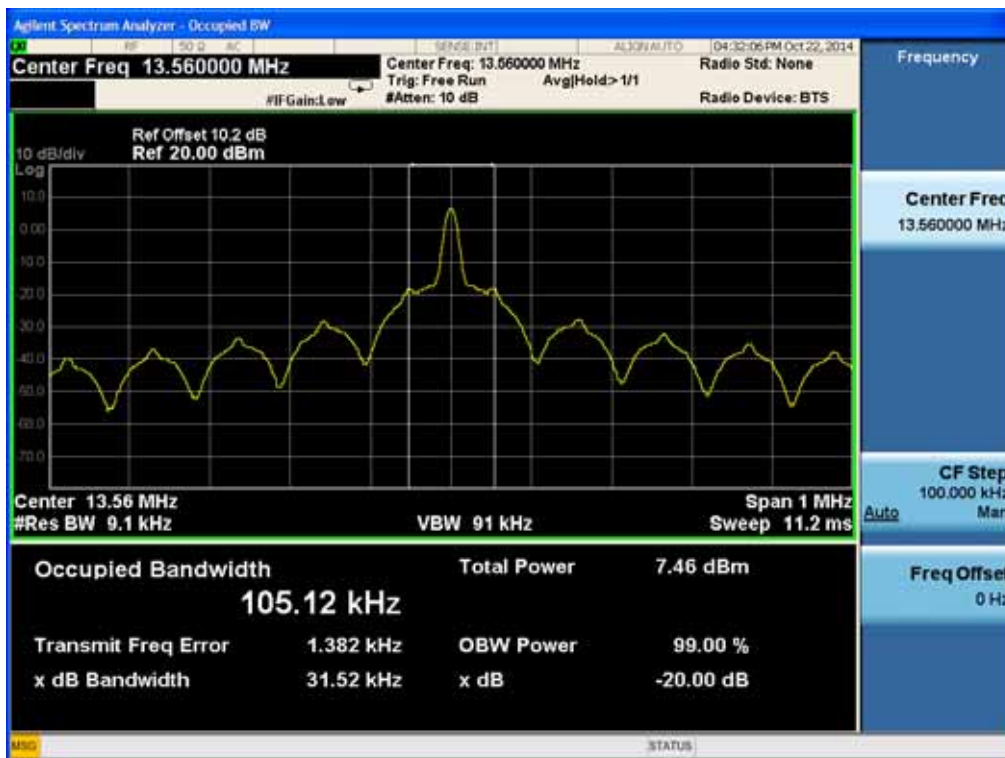 Agilent Spectrum Analyzer - Occupied BW
RF 50 Ω AC SENSE:INT ALIGN AUTO 04:32:06 PM Oct 22, 2014
Center Freq 13.560000 MHz
Center Freq: 13.560000 MHz
Radio Std: None
Trig: Free Run Avg|Hold:>1/1
#IFGain:Low
#Atten: 10 dB
Radio Device: BTS
Ref Offset 10.2 dB
10 dB/div Ref 20.00 dBm
Log
10.0
0.00
-10.0
-20.0
-30.0
-40.0
-50.0
-60.0
-70.0
Center 13.56 MHz Span 1 MHz
#Res BW 9.1 kHz VBW 91 kHz Sweep 11.2 ms
Occupied Bandwidth Total Power 7.46 dBm
105.12 kHz
Transmit Freq Error 1.382 kHz OBW Power 99.00 %
x dB Bandwidth 31.52 kHz x dB -20.00 dB
MSG STATUS
Frequency
Center Freq
13.560000 MHz
CF Step
100.000 kHz
Auto Man
Freq Offset
0 Hz